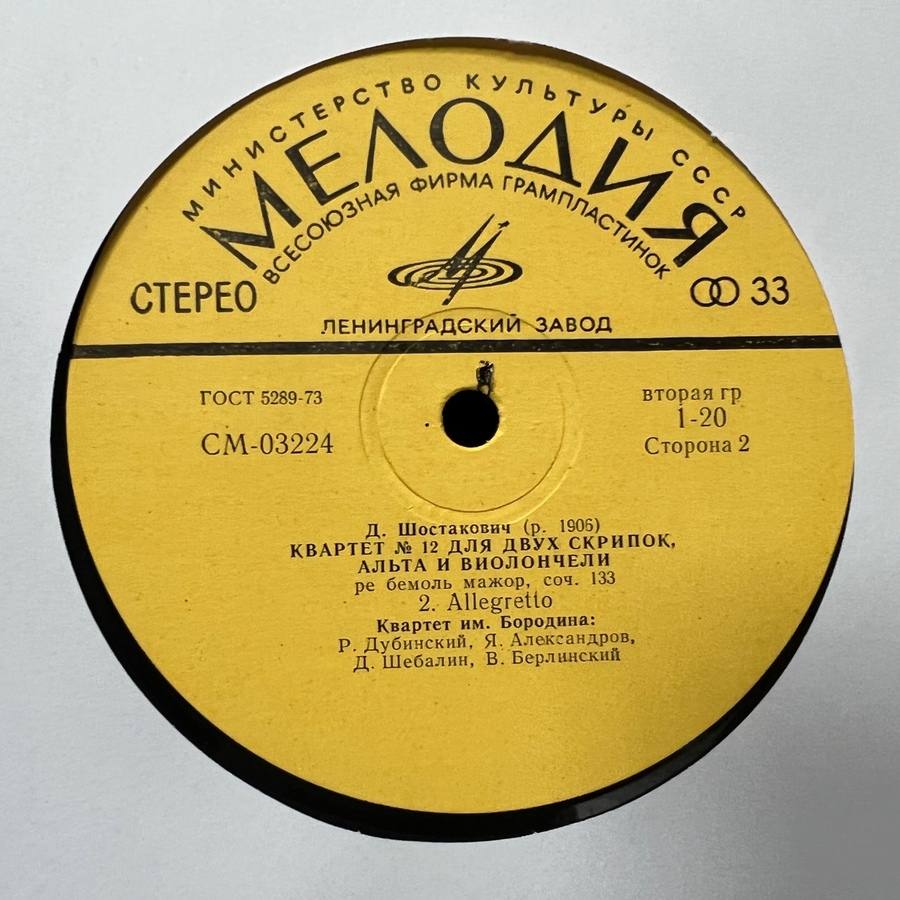 МИНИСТЕРСТВО КУЛЬТУРЫ СССР
МЕЛОДИЯ
ВСЕСОЮЗНАЯ ФИРМА ГРАМПЛАСТИНОК
СТЕРЕО
33
ЛЕНИНГРАДСКИЙ ЗАВОД
ГОСТ 5289-73
СМ-03224
вторая гр
1-20
Сторона 2
Д. Шостакович (р. 1906)
КВАРТЕТ № 12 ДЛЯ ДВУХ СКРИПОК,
АЛЬТА И ВИОЛОНЧЕЛИ
ре бемоль мажор, соч. 133
2. Allegretto
Квартет им. Бородина:
Р. Дубинский, Я. Александров,
Д. Шебалин, В. Берлинский